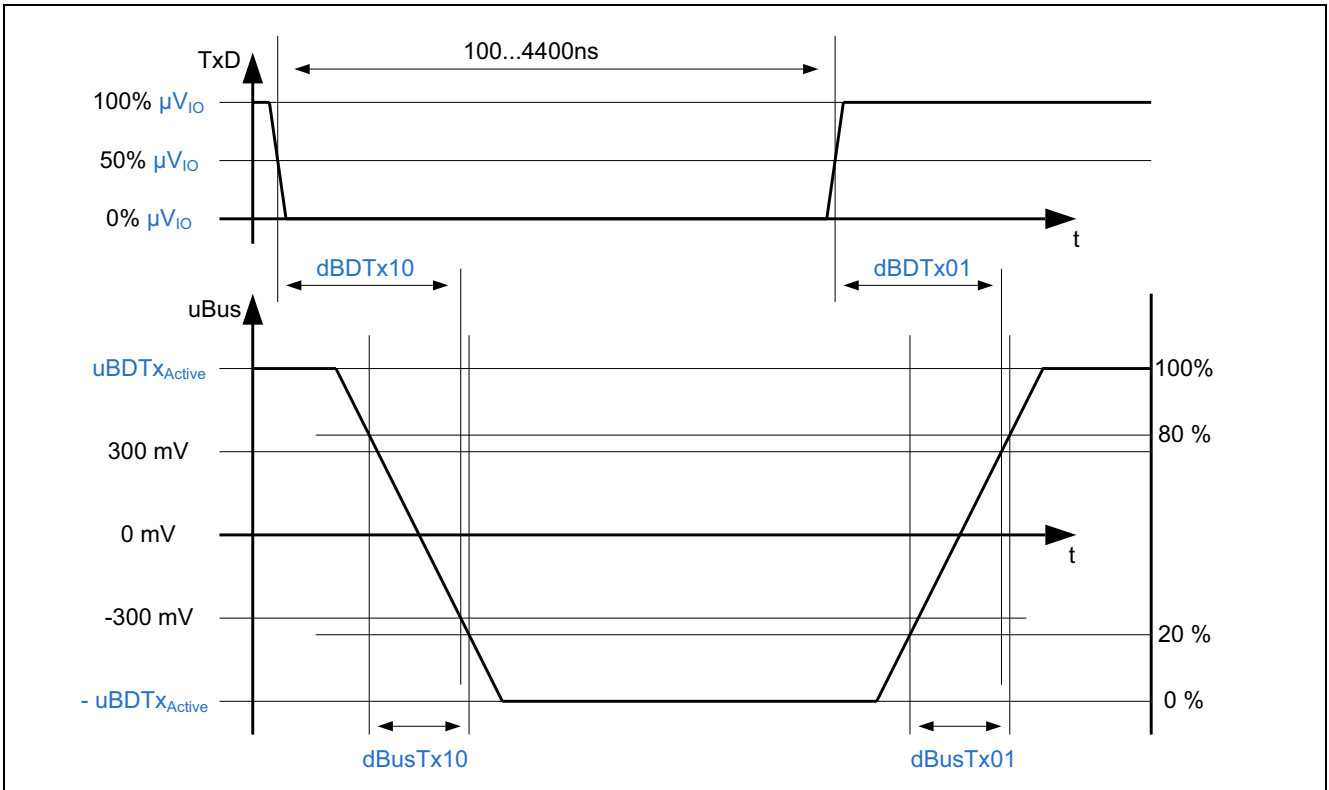 100...4400ns
TxD
100% µVIO
50% µVIO
0% µVIO
t
dBDTx10
dBDTx01
uBus
uBDTxActive
100%
80 %
300 mV
0 mV
t
-300 mV
20 %
- uBDTxActive
0 %
dBusTx10
dBusTx01